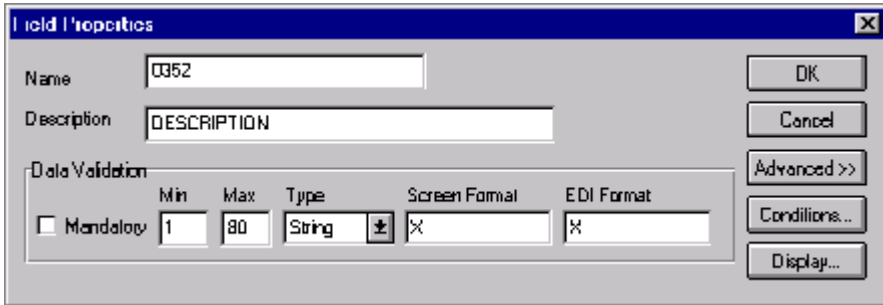 Field Properties
Name 0352 OK
Description DESCRIPTION Cancel
Data Validation Advanced >>
Min Max Type Screen Format EDI Format
Mandatory 1 80 String X X Conditions...
Display...